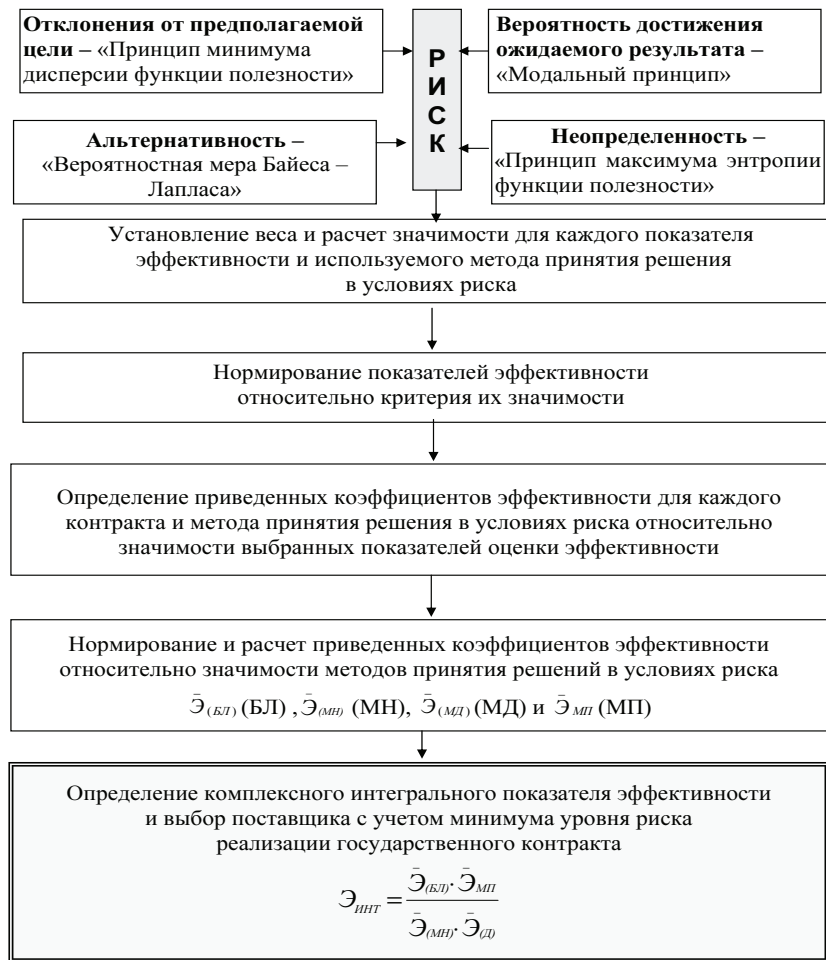 Отклонения от предполагаемой
цели – «Принцип минимума
дисперсии функции полезности»
Р
И
С
К
Вероятность достижения
ожидаемого результата –
«Модальный принцип»
Альтернативность –
«Вероятностная мера Байеса –
Лапласа»
Неопределенность –
«Принцип максимума энтропии
функции полезности»
Установление веса и расчет значимости для каждого показателя
эффективности и используемого метода принятия решения
в условиях риска
Нормирование показателей эффективности
относительно критерия их значимости
Определение приведенных коэффициентов эффективности для каждого
контракта и метода принятия решения в условиях риска относительно
значимости выбранных показателей оценки эффективности
Нормирование и расчет приведенных коэффициентов эффективности
относительно значимости методов принятия решений в условиях риска
Э̄(БЛ) (БЛ) , Э̄(МН) (МН), Э̄(МД) (МД) и Э̄МП (МП)
Определение комплексного интегрального показателя эффективности
и выбор поставщика с учетом минимума уровня риска
реализации государственного контракта
ЭИНТ = Э̄(БЛ)· Э̄МП
Э̄(МН)· Э̄(Д)